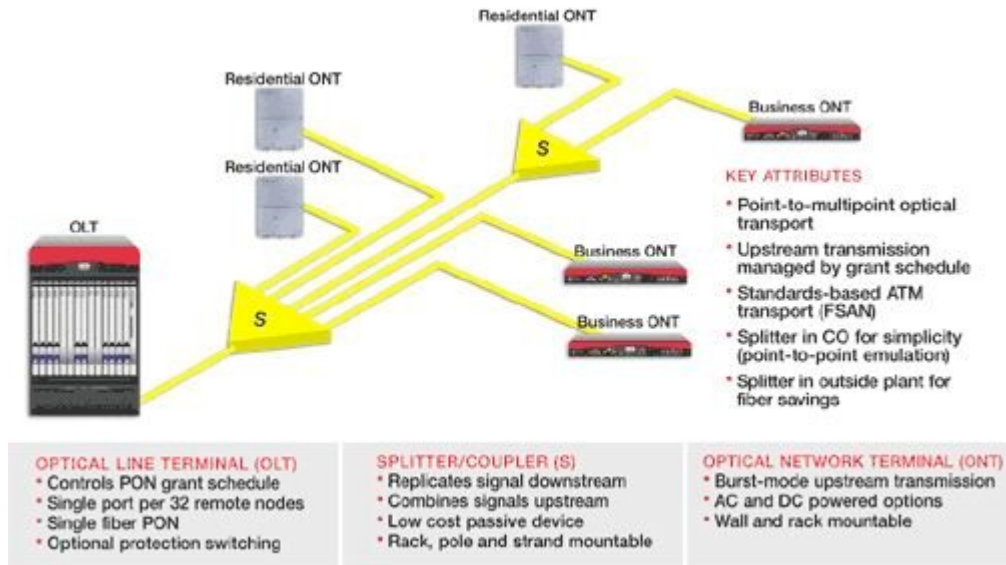 Residential ONT
Residential ONT
Business ONT
S
Residential ONT
KEY ATTRIBUTES
• Point-to-multipoint optical
transport
• Upstream transmission
managed by grant schedule
• Standards-based ATM
transport (FSAN)
• Splitter in CO for simplicity
(point-to-point emulation)
• Splitter in outside plant for
fiber savings
OLT
Business ONT
S
Business ONT
OPTICAL LINE TERMINAL (OLT)
• Controls PON grant schedule
• Single port per 32 remote nodes
• Single fiber PON
• Optional protection switching
SPLITTER/COUPLER (S)
• Replicates signal downstream
• Combines signals upstream
• Low cost passive device
• Rack, pole and strand mountable
OPTICAL NETWORK TERMINAL (ONT)
• Burst-mode upstream transmission
• AC and DC powered options
• Wall and rack mountable